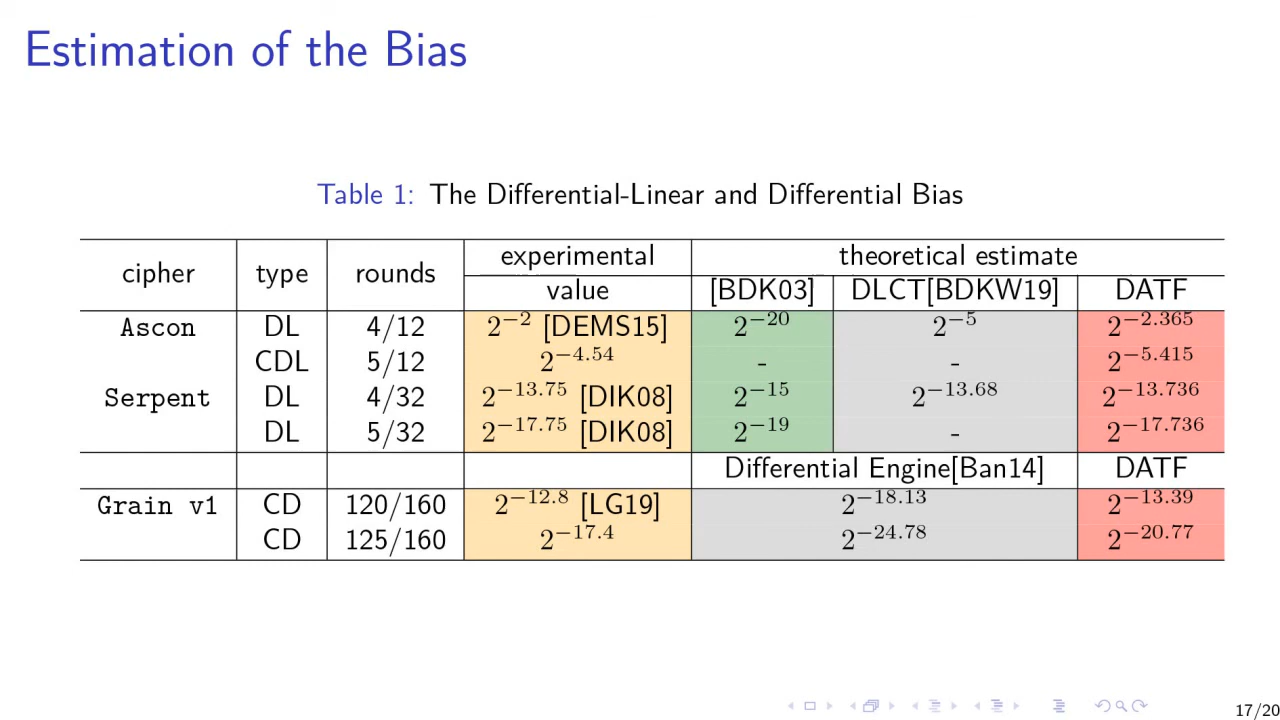 Estimation of the Bias
Table 1: The Differential-Linear and Differential Bias
cipher type rounds experimental value theoretical estimate
[BDK03] DLCT[BDKW19] DATF
Ascon DL 4/12 2^{-2} [DEMS15] 2^{-20} 2^{-5} 2^{-2.365}
CDL 5/12 2^{-4.54} - - 2^{-5.415}
Serpent DL 4/32 2^{-13.75} [DIK08] 2^{-15} 2^{-13.68} 2^{-13.736}
DL 5/32 2^{-17.75} [DIK08] 2^{-19} - 2^{-17.736}
Differential Engine[Ban14] DATF
Grain v1 CD 120/160 2^{-12.8} [LG19] 2^{-18.13} 2^{-13.39}
CD 125/160 2^{-17.4} 2^{-24.78} 2^{-20.77}
17/20